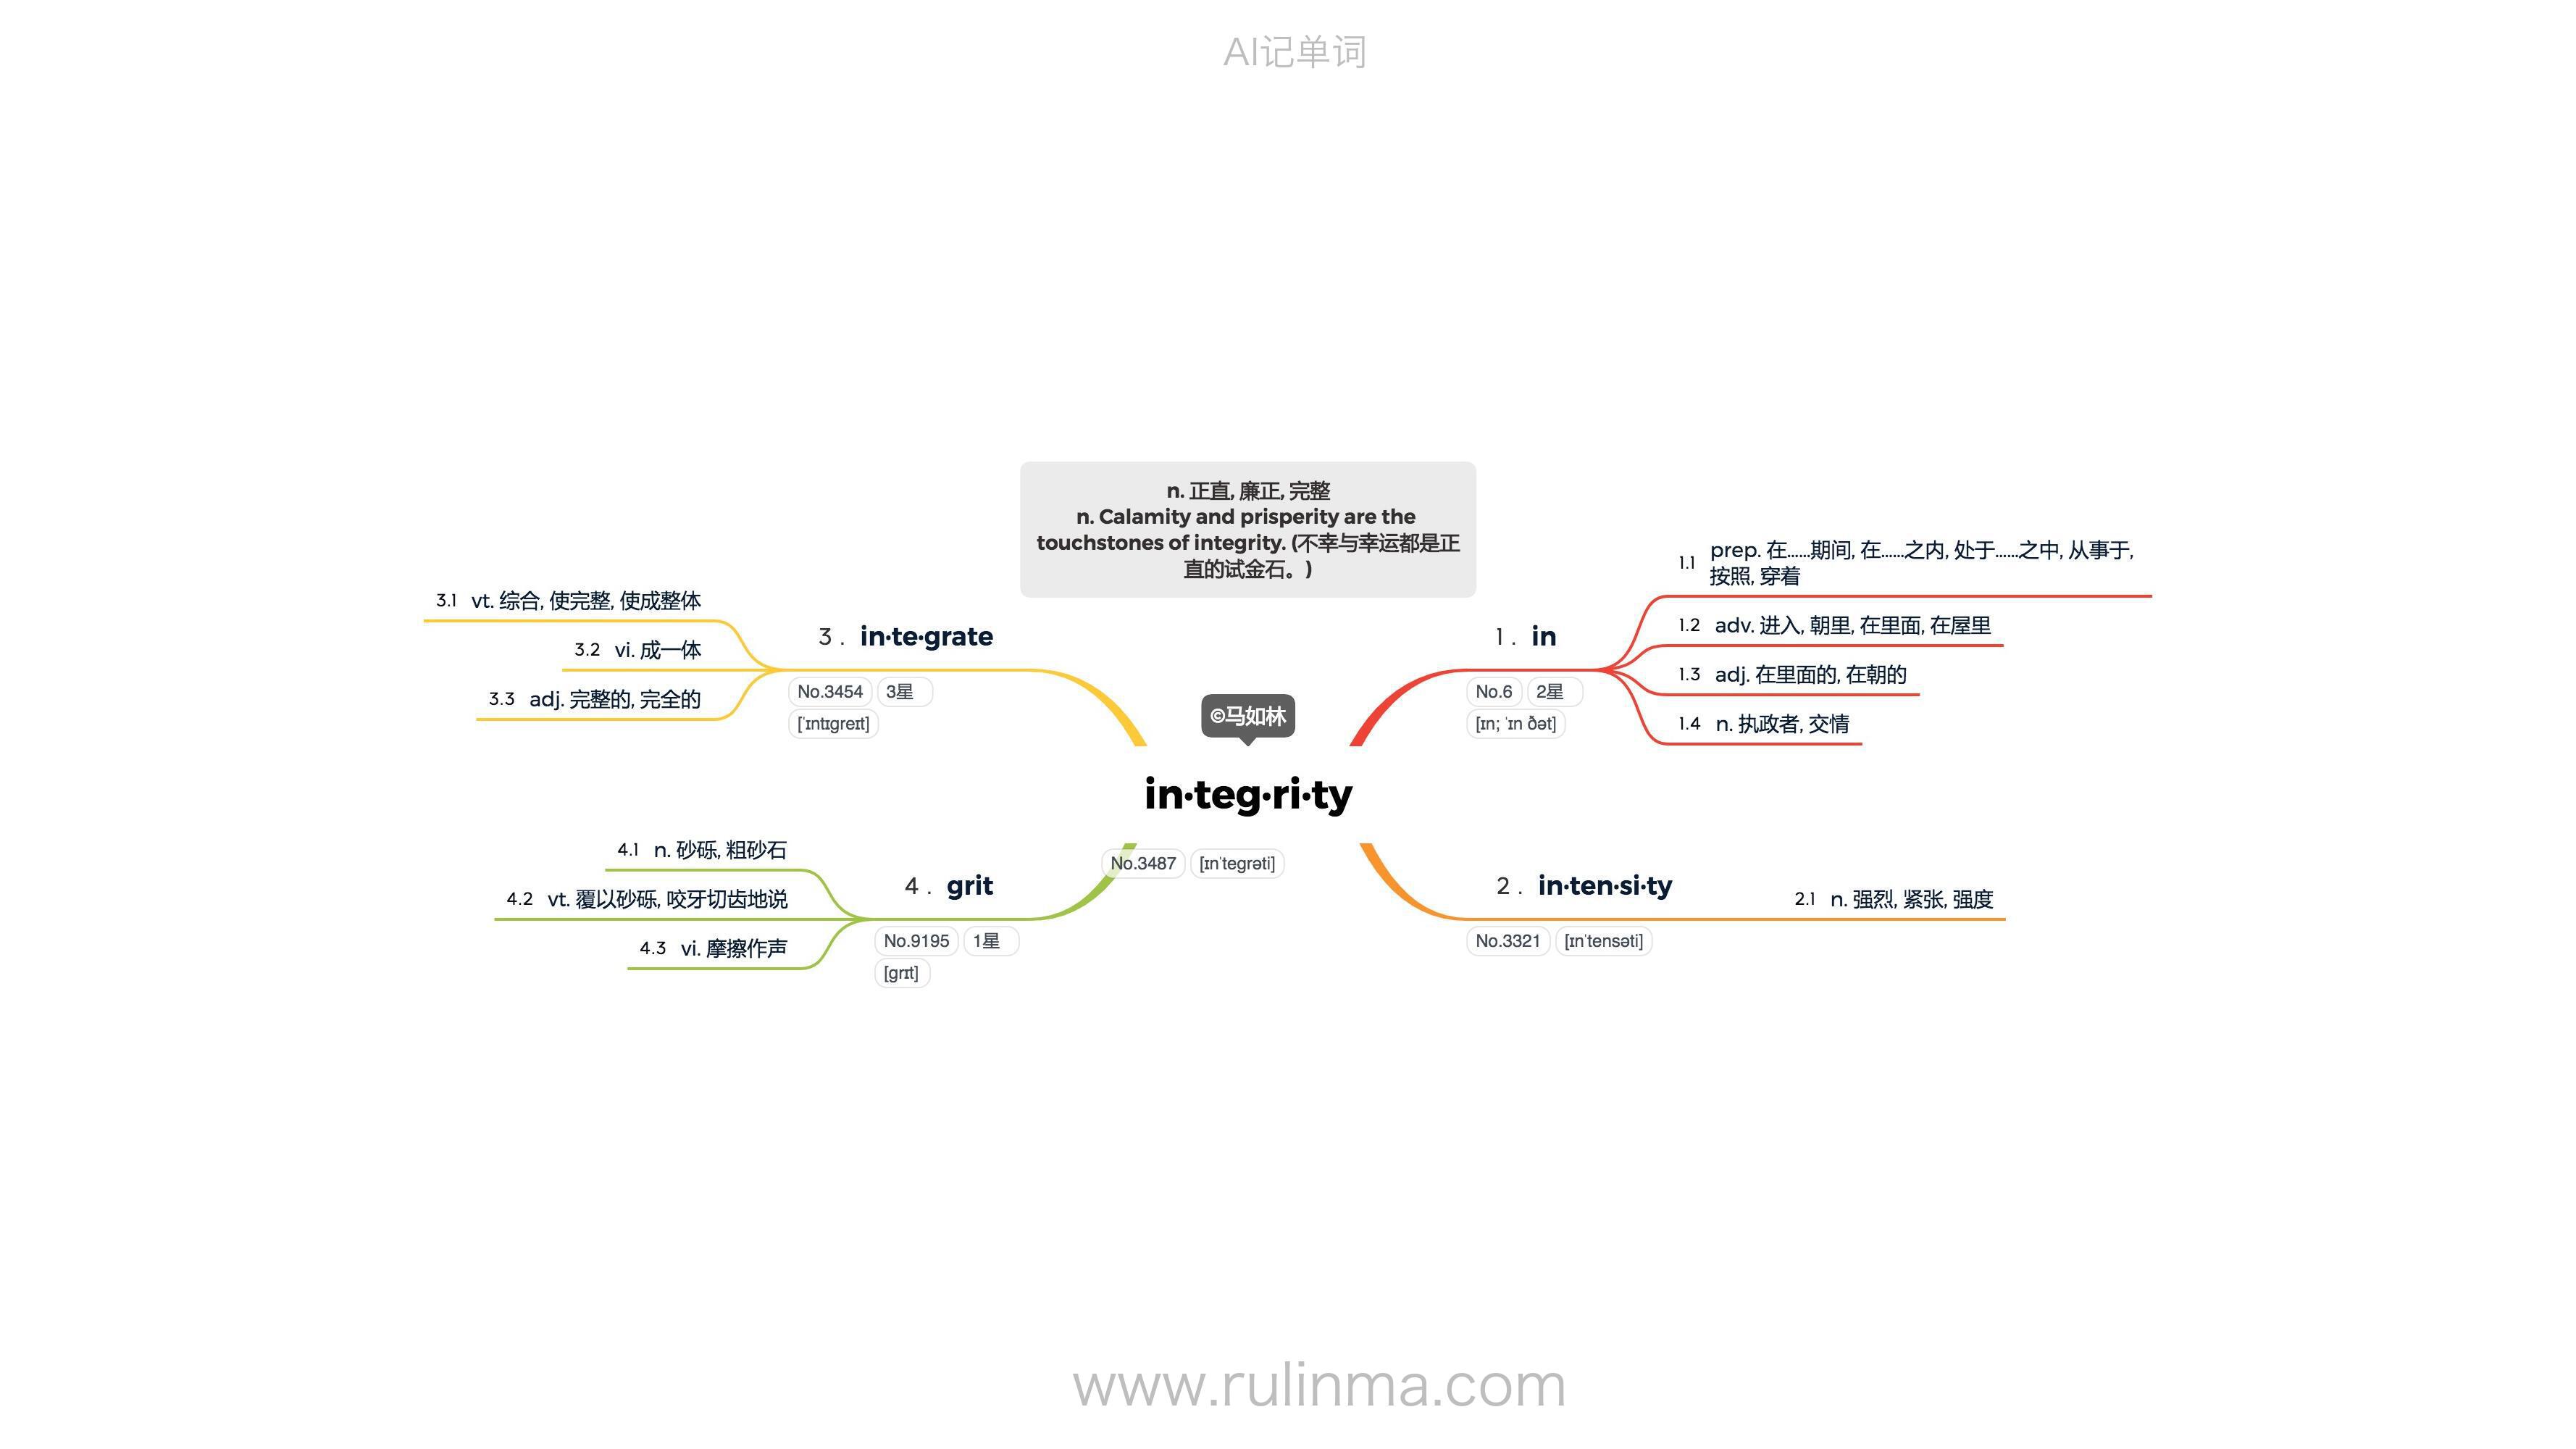 AI记单词
n. 正直, 廉正, 完整
n. Calamity and prisperity are the
touchstones of integrity. (不幸与幸运都是正
直的试金石。)
©马如林
in·teg·ri·ty
No.3487 [ɪnˈteɡrəti]
1 . in
No.6 2星
[ɪn; ˈɪn ðət]
1.1 prep. 在……期间, 在……之内, 处于……之中, 从事于,
按照, 穿着
1.2 adv. 进入, 朝里, 在里面, 在屋里
1.3 adj. 在里面的, 在朝的
1.4 n. 执政者, 交情
2 . in·ten·si·ty
No.3321 [ɪnˈtensəti]
2.1 n. 强烈, 紧张, 强度
3 . in·te·grate
No.3454 3星
[ˈɪntɪɡreɪt]
3.1 vt. 综合, 使完整, 使成整体
3.2 vi. 成一体
3.3 adj. 完整的, 完全的
4 . grit
No.9195 1星
[ɡrɪt]
4.1 n. 砂砾, 粗砂石
4.2 vt. 覆以砂砾, 咬牙切齿地说
4.3 vi. 摩擦作声
www.rulinma.com